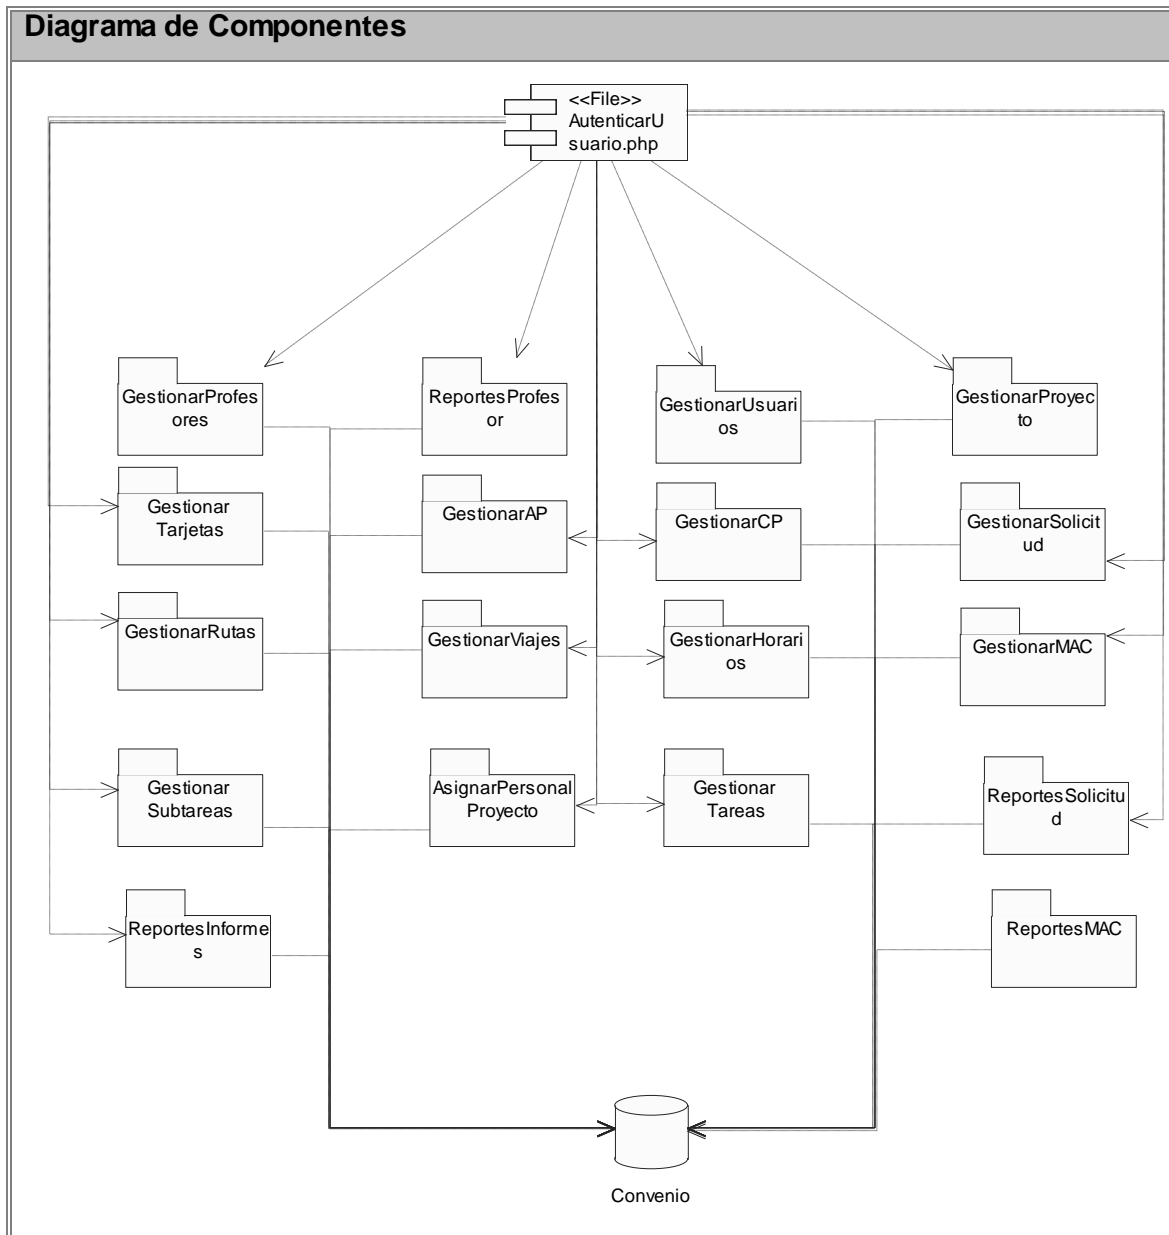 Diagrama de Componentes
<<File>>
AutenticarU
suario.php
GestionarProfes
ores
ReportesProfes
or
GestionarUsuari
os
GestionarProyec
to
Gestionar
Tarjetas
GestionarAP
GestionarCP
GestionarSolicit
ud
GestionarRutas
GestionarViajes
GestionarHorari
os
GestionarMAC
Gestionar
Subtareas
AsignarPersonal
Proyecto
Gestionar
Tareas
ReportesSolicitu
d
ReportesInforme
s
ReportesMAC
Convenio